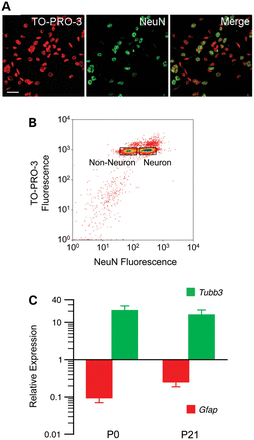 A
TO-PRO-3 NeuN Merge
B
10⁴
10³
10²
10¹
10⁰
TO-PRO-3
Fluorescence
Non-Neuron Neuron
10⁰ 10¹ 10² 10³ 10⁴
NeuN Fluorescence
C
40
10
1
0.1
0.01
Relative Expression
Tubb3
Gfap
P0 P21